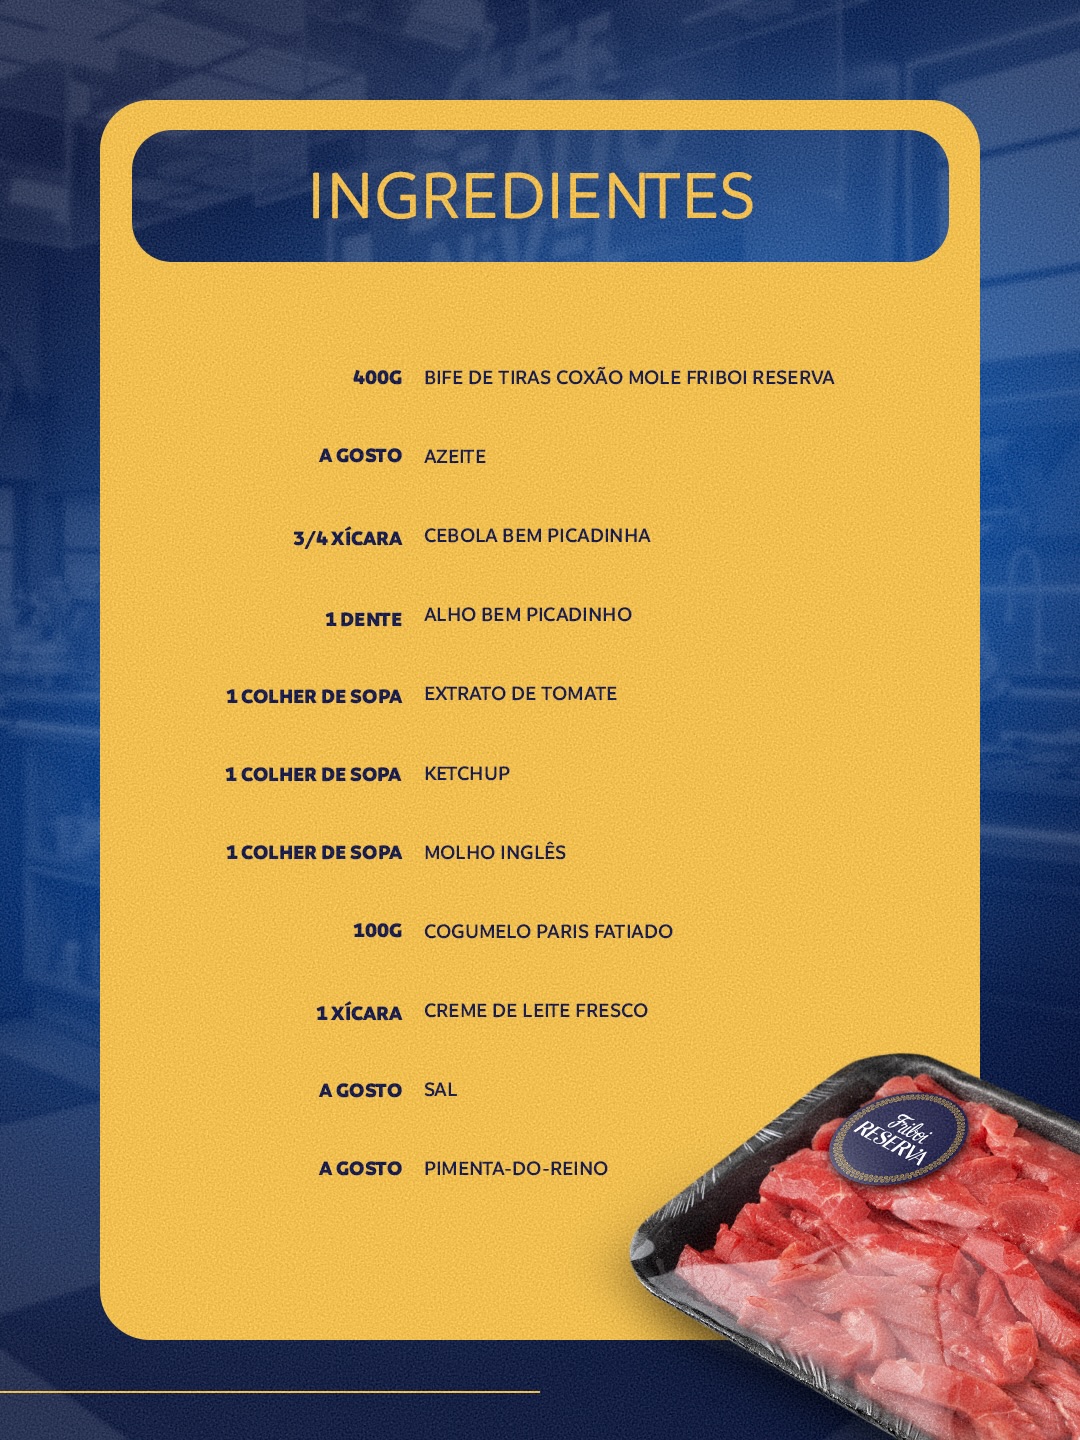 INGREDIENTES
400G BIFE DE TIRAS COXÃO MOLE FRIBOI RESERVA
A GOSTO AZEITE
3/4 XÍCARA CEBOLA BEM PICADINHA
1 DENTE ALHO BEM PICADINHO
1 COLHER DE SOPA EXTRATO DE TOMATE
1 COLHER DE SOPA KETCHUP
1 COLHER DE SOPA MOLHO INGLÊS
100G COGUMELO PARIS FATIADO
1 XÍCARA CREME DE LEITE FRESCO
A GOSTO SAL
A GOSTO PIMENTA-DO-REINO
Friboi
RESERVA